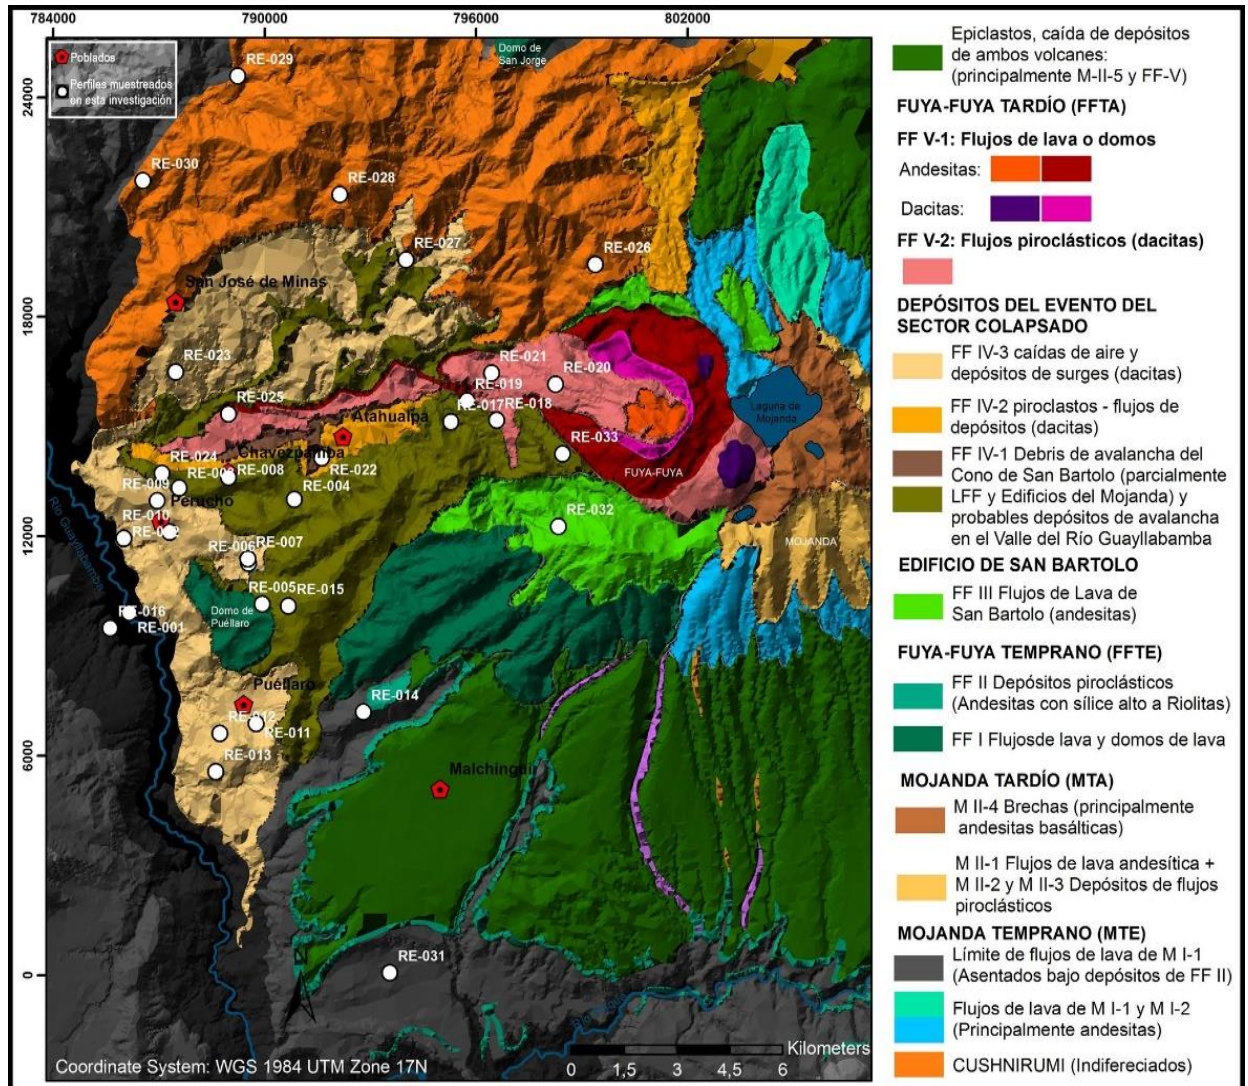 784000
790000
796000
802000
24000
18000
12000
6000
0
Poblados
Perfiles muestreados
en esta investigación
RE-029
Domo de
San Jorge
RE-030
RE-028
RE-027
RE-026
San José de Minas
RE-023
RE-021
RE-020
RE-019
RE-025
RE-017
RE-018
Atahualpa
RE-033
Chavezpamba
RE-024
RE-008
RE-022
FUYA-FUYA
Laguna de
Mojanda
RE-009
RE-004
Perucho
RE-010
RE-032
MOJANDA
RE-006
RE-007
Río Guayllabamba
RE-005
RE-015
Domo de
Puéllaro
RE-016
RE-001
Puéllaro
RE-014
RE-012
RE-011
RE-013
Malchinguí
N
RE-031
Coordinate System: WGS 1984 UTM Zone 17N
Kilometers
0 1,5 3 4,5 6
Epiclastos, caída de depósitos
de ambos volcanes:
(principalmente M-II-5 y FF-V)
FUYA-FUYA TARDÍO (FFTA)
FF V-1: Flujos de lava o domos
Andesitas:
Dacitas:
FF V-2: Flujos piroclásticos (dacitas)
DEPÓSITOS DEL EVENTO DEL
SECTOR COLAPSADO
FF IV-3 caídas de aire y
depósitos de surges (dacitas)
FF IV-2 piroclastos - flujos de
depósitos (dacitas)
FF IV-1 Debris de avalancha del
Cono de San Bartolo (parcialmente
LFF y Edificios del Mojanda) y
probables depósitos de avalancha
en el Valle del Río Guayllabamba
EDIFICIO DE SAN BARTOLO
FF III Flujos de Lava de
San Bartolo (andesitas)
FUYA-FUYA TEMPRANO (FFTE)
FF II Depósitos piroclásticos
(Andesitas con sílice alto a Riolitas)
FF I Flujosde lava y domos de lava
MOJANDA TARDÍO (MTA)
M II-4 Brechas (principalmente
andesitas basálticas)
M II-1 Flujos de lava andesítica +
M II-2 y M II-3 Depósitos de flujos
piroclásticos
MOJANDA TEMPRANO (MTE)
Límite de flujos de lava de M I-1
(Asentados bajo depósitos de FF II)
Flujos de lava de M I-1 y M I-2
(Principalmente andesitas)
CUSHNIRUMI (Indifereciados)